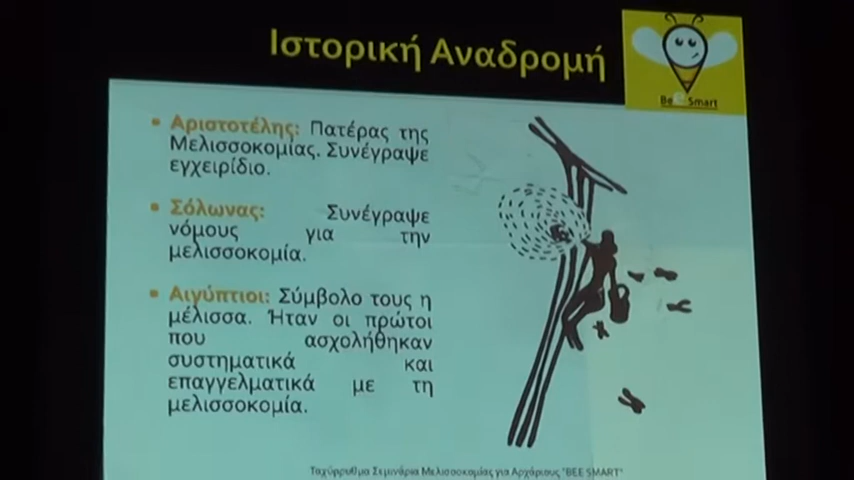 Ιστορική Αναδρομή
Bee Smart
• Αριστοτέλης: Πατέρας της
Μελισσοκομίας. Συνέγραψε
εγχειρίδιο.
• Σόλωνας: Συνέγραψε
νόμους για την
μελισσοκομία.
• Αιγύπτιοι: Σύμβολο τους η
μέλισσα. Ήταν οι πρώτοι
που ασχολήθηκαν
συστηματικά και
επαγγελματικά με τη
μελισσοκομία.
Ταχύρρυθμα Σεμινάρια Μελισσοκομίας για Αρχάριους "BEE SMART"